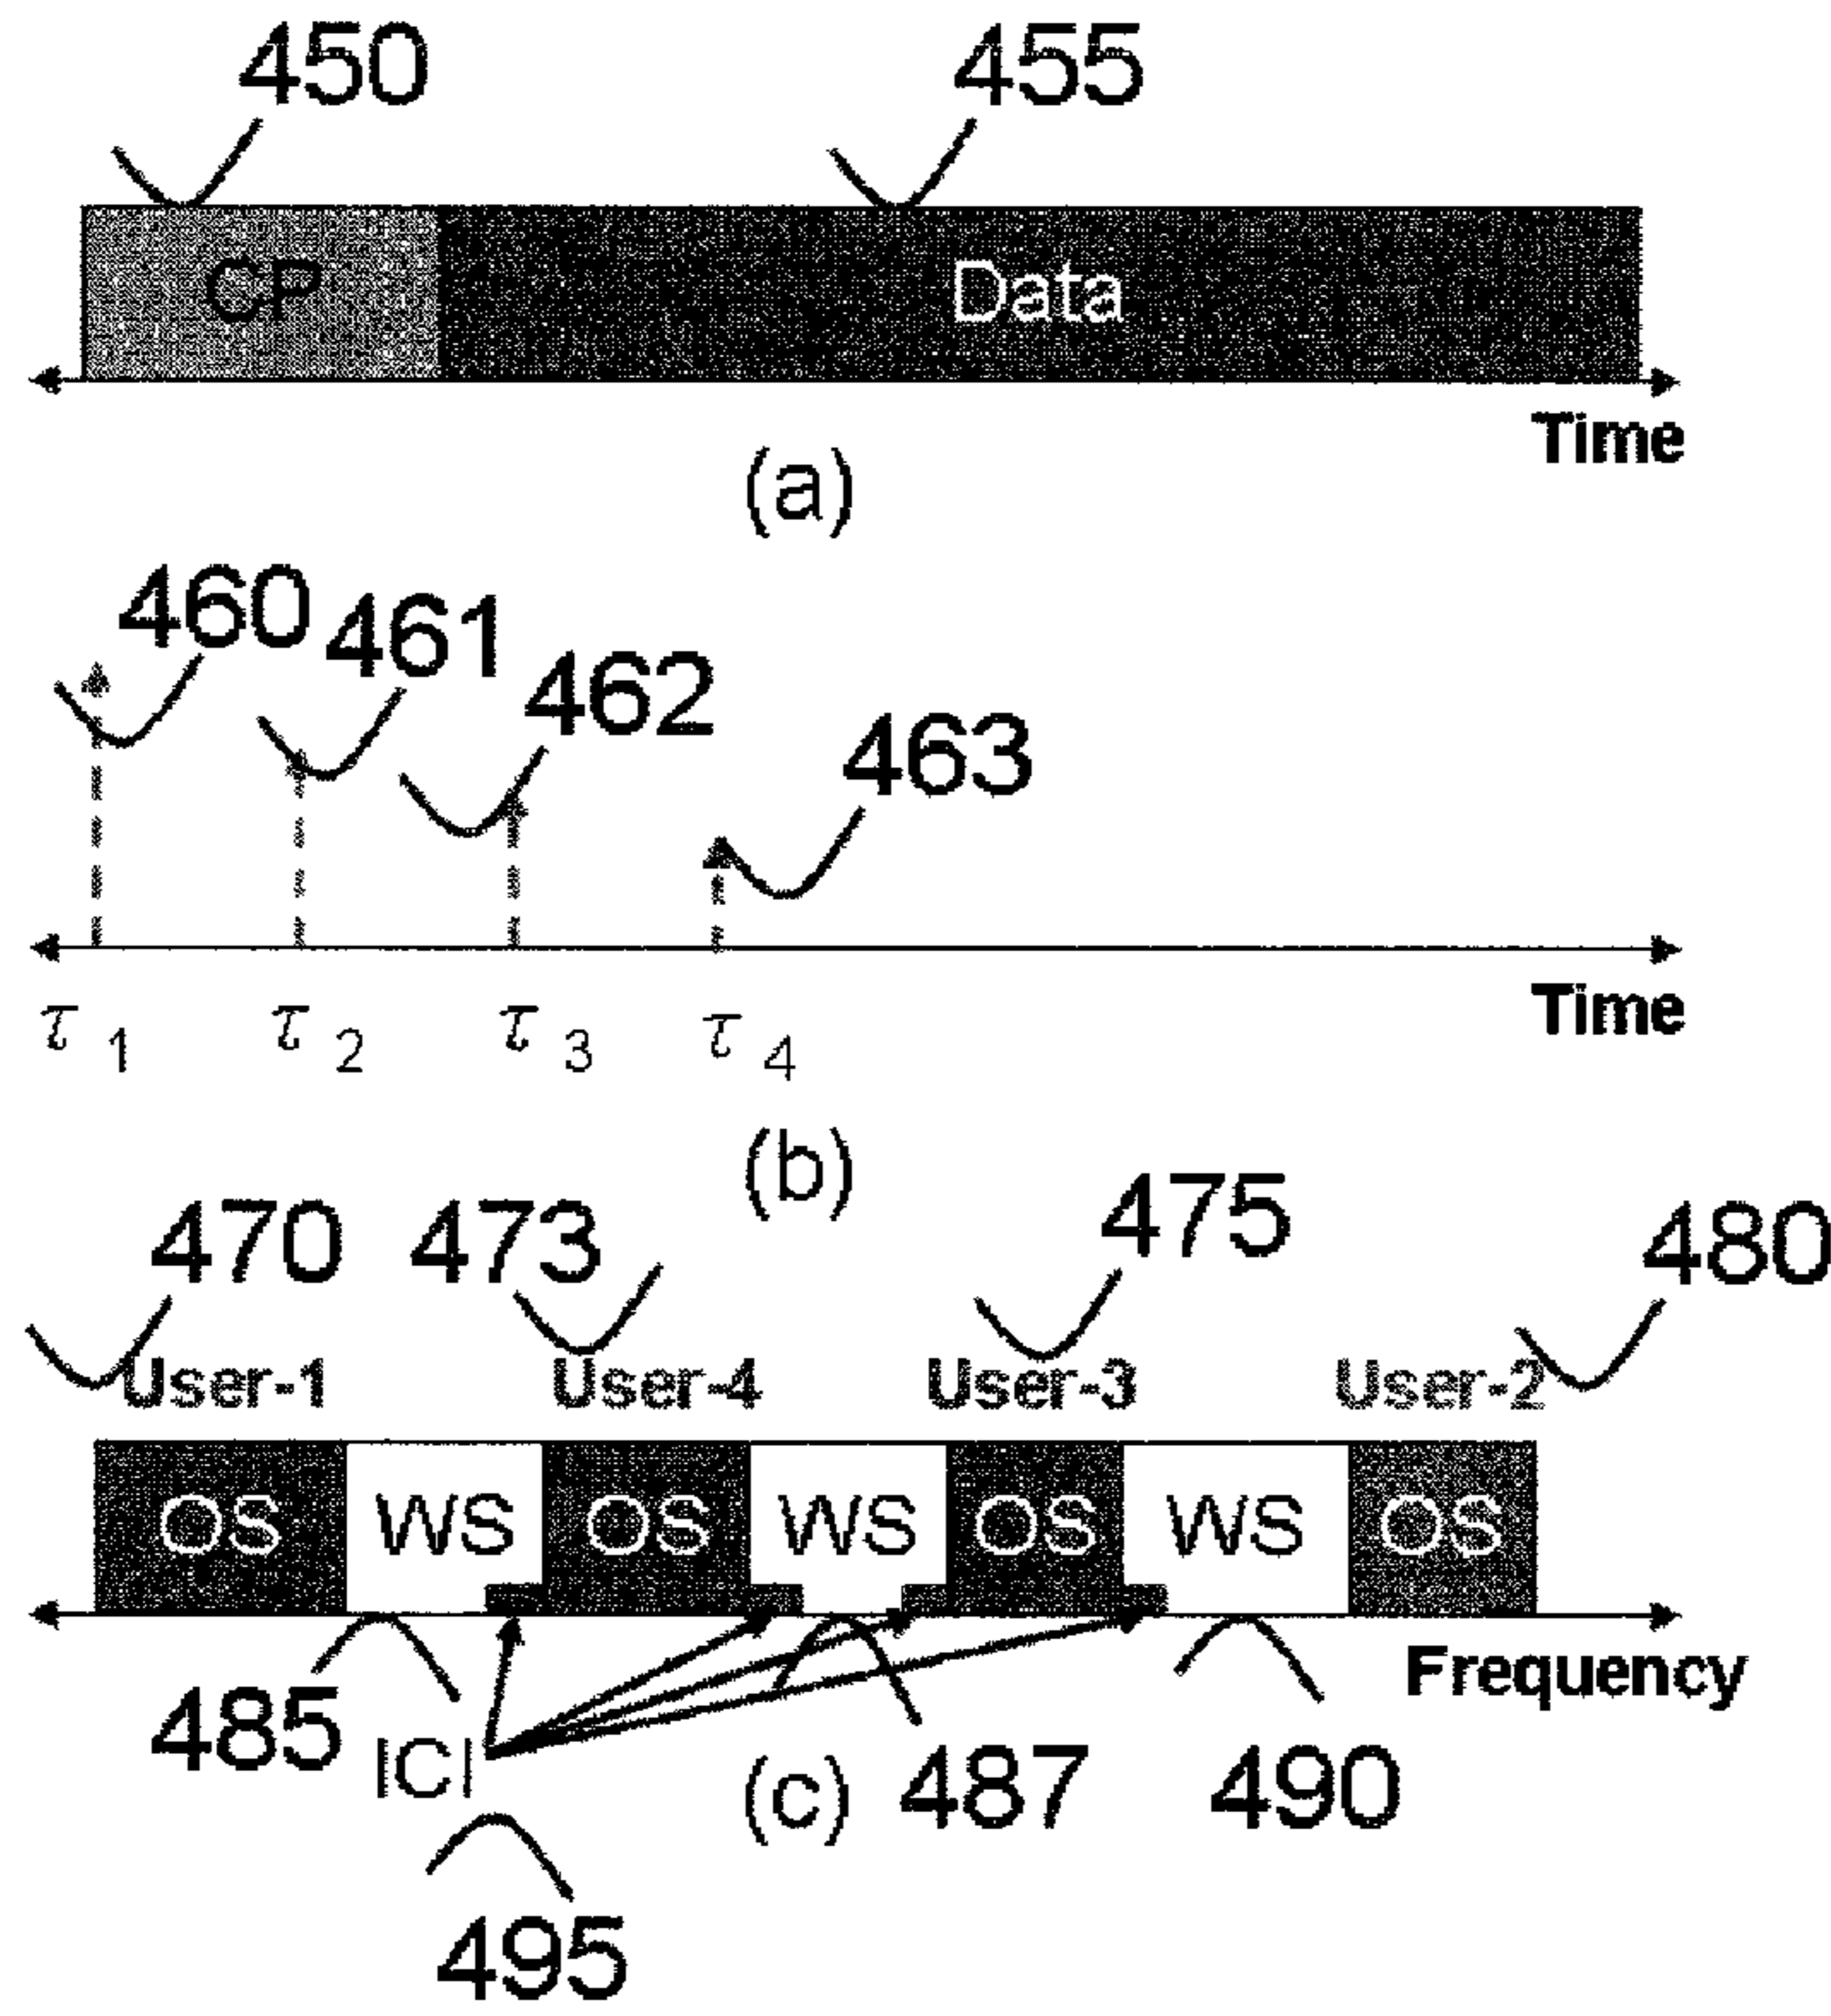 450 455
CP Data
Time
(a)
460 461 462 463
τ 1 τ 2 τ 3 τ 4
Time
(b)
470 473 475 480
User-1 User-4 User-3 User-2
OS WS OS WS OS WS OS
Frequency
485 ICI (c) 487 490
495